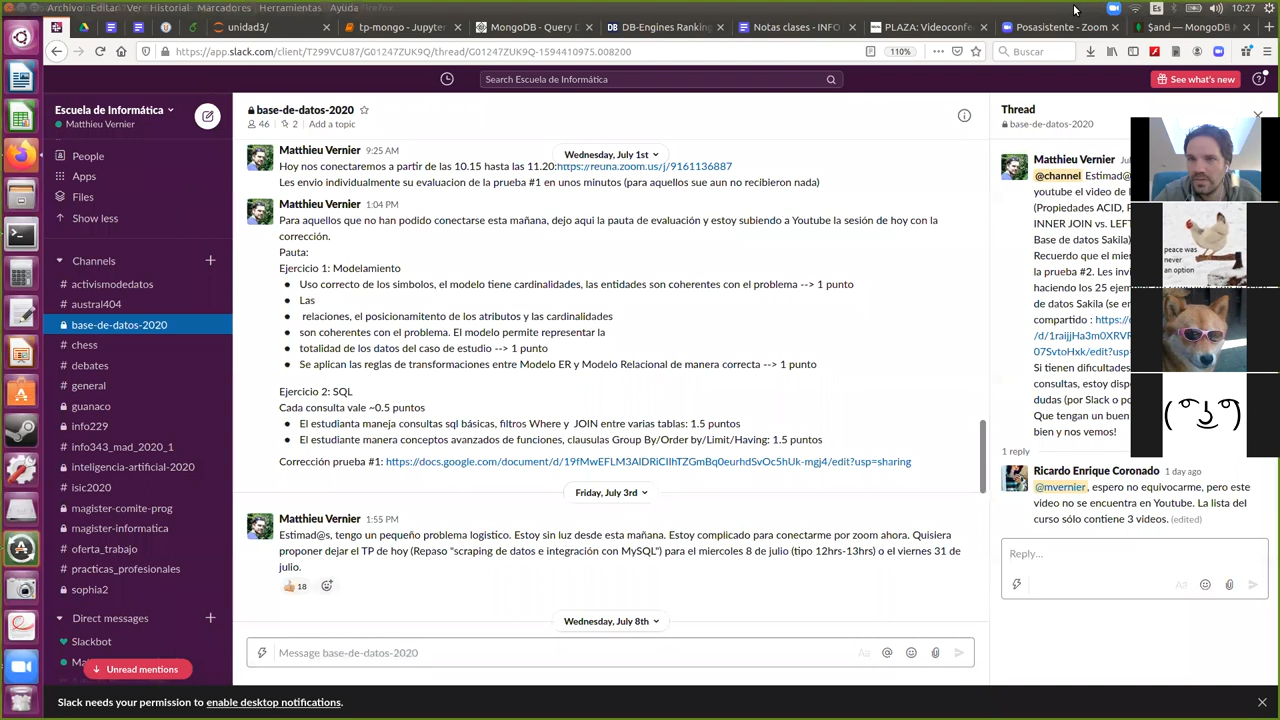 Archivo Editar Ver Historial Marcadores Herramientas Ayuda
Es
10:27
unidad3/
tp-mongo - Jupyter
MongoDB - Query D
DB-Engines Ranking
Notas clases - INFO
PLAZA: Videoconfe
Posasistente - Zoom
$and — MongoDB M
https://app.slack.com/client/T299VCU87/G01247ZUK9Q/thread/G01247ZUK9Q-1594410975.008200
110%
Buscar
Search Escuela de Informática
See what's new
Escuela de Informática
Matthieu Vernier
People
Apps
Files
Show less
Channels
# activismodatos
# austral404
base-de-datos-2020
# chess
# debates
# general
guanaco
info229
# info343_mad_2020_1
inteligencia-artificial-2020
# isic2020
magister-comite-prog
magister-informatica
# oferta_trabajo
# practicas_profesionales
sophia2
Direct messages
Slackbot
Unread mentions
base-de-datos-2020
46
2
Add a topic
Wednesday, July 1st
Matthieu Vernier 9:25 AM
Hoy nos conectaremos a partir de las 10.15 hasta las 11.20:https://reuna.zoom.us/j/9161136887
Les envio individualmente su evaluacion de la prueba #1 en unos minutos (para aquellos sue aun no recibieron nada)
Matthieu Vernier 1:04 PM
Para aquellos que no han podido conectarse esta mañana, dejo aquí la pauta de evaluación y estoy subiendo a Youtube la sesión de hoy con la
corrección.
Pauta:
Ejercicio 1: Modelamiento
• Uso correcto de los simbolos, el modelo tiene cardinalidades, las entidades son coherentes con el problema --> 1 punto
• Las
• relaciones, el posicionamitento de los atributos y las cardinalidades
• son coherentes con el problema. El modelo permite representar la
• totalidad de los datos del caso de estudio --> 1 punto
• Se aplican las reglas de transformaciones entre Modelo ER y Modelo Relacional de manera correcta --> 1 punto
Ejercicio 2: SQL
Cada consulta vale ~0.5 puntos
• El estudianta maneja consultas sql básicas, filtros Where y JOIN entre varias tablas: 1.5 puntos
• El estudiante manera conceptos avanzados de funciones, clausulas Group By/Order by/Limit/Having: 1.5 puntos
Corrección prueba #1: https://docs.google.com/document/d/19fMwEFLM3AlDRiCIlhTZGmBq0eurhdSvOc5hUk-mgj4/edit?usp=sharing
Friday, July 3rd
Matthieu Vernier 1:55 PM
Estimad@s, tengo un pequeño problema logistico. Estoy sin luz desde esta mañana. Estoy complicado para conectarme por zoom ahora. Quisiera
proponer dejar el TP de hoy (Repaso "scraping de datos e integración con MySQL") para el miercoles 8 de julio (tipo 12hrs-13hrs) o el viernes 31 de
julio.
18
Wednesday, July 8th
Message base-de-datos-2020
Thread
base-de-datos-2020
Matthieu Vernier
@channel Estimad@
youtube el video de l
(Propiedades ACID,
INNER JOIN vs. LEFT
Base de datos Sakila)
Recuerdo que el mier
la prueba #2. Les invi
haciendo los 25 ejem
de datos Sakila (se en
compartido : https://
/d/1raijjHa3m0XRVR
07SvtoHxk/edit?usp=
Si tienen dificultades
consultas, estoy disp
dudas (por Slack o po
Que tengan un buen
bien y nos vemos!
1 reply
Ricardo Enrique Coronado 1 day ago
@mvernier, espero no equivocarme, pero este
video no se encuentra en Youtube. La lista del
curso sólo contiene 3 videos. (edited)
Reply...
peace was
never
an option
Slack needs your permission to enable desktop notifications.